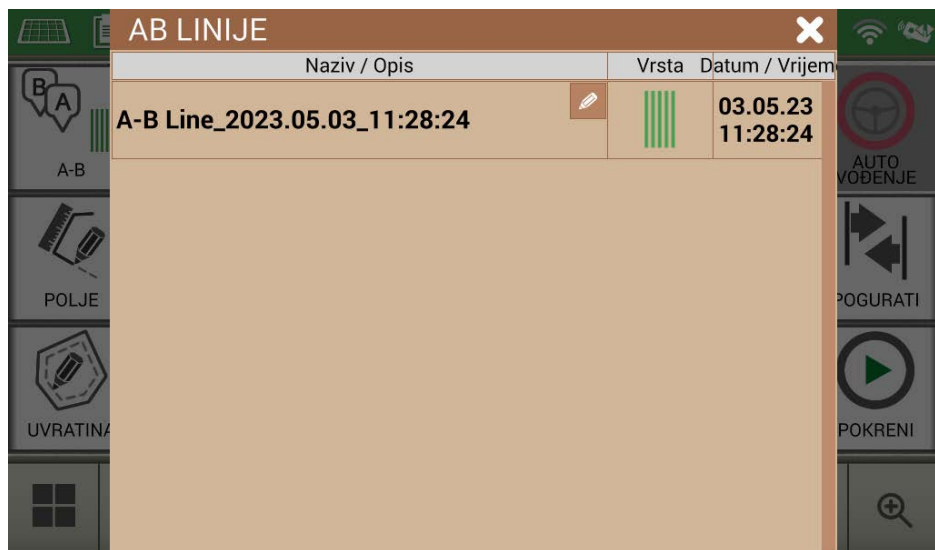 AB LINIJE
Naziv / Opis Vrsta Datum / Vrijem
A-B Line_2023.05.03_11:28:24
03.05.23
11:28:24
B
A
A-B
POLJE
UVRATINA
AUTO
VOĐENJE
POGURATI
POKRENI